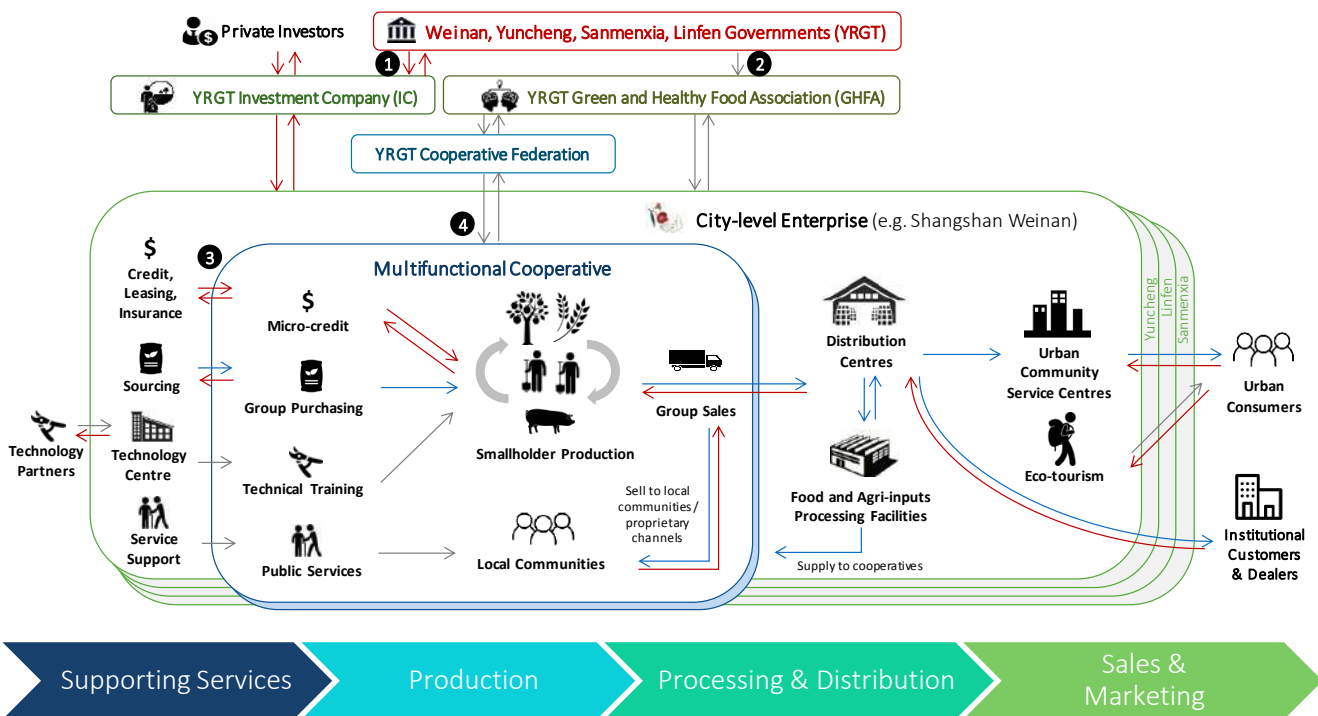 Private Investors
Weinan, Yuncheng, Sanmenxia, Linfen Governments (YRGT)
1
2
YRGT Investment Company (IC)
YRGT Green and Healthy Food Association (GHFA)
YRGT Cooperative Federation
4
City-level Enterprise (e.g. Shangshan Weinan)
3
$
Credit,
Leasing,
Insurance
Multifunctional Cooperative
$
Micro-credit
Sourcing
Group Purchasing
Technology
Partners
Technology
Centre
Technical Training
Service
Support
Public Services
Smallholder Production
Group Sales
Sell to local
communities/
proprietary
channels
Local Communities
Distribution
Centres
Food and Agri-inputs
Processing Facilities
Supply to cooperatives
Urban
Community
Service Centres
Eco-tourism
Yuncheng
Linfen
Sanmenxia
Urban
Consumers
Institutional
Customers
& Dealers
Supporting Services
Production
Processing & Distribution
Sales &
Marketing